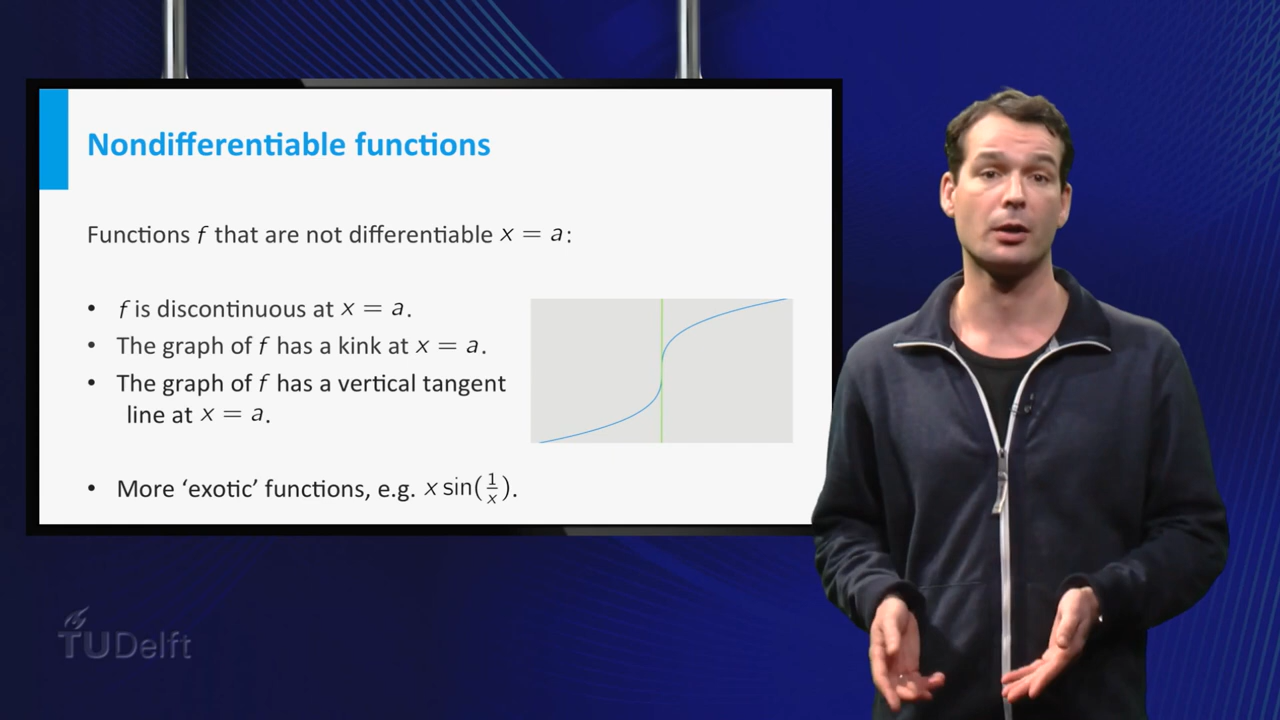 Nondifferentiable functions
Functions f that are not differentiable x = a:
• f is discontinuous at x = a.
• The graph of f has a kink at x = a.
• The graph of f has a vertical tangent
line at x = a.
• More ‘exotic’ functions, e.g. x sin(1/x).
TUDelft